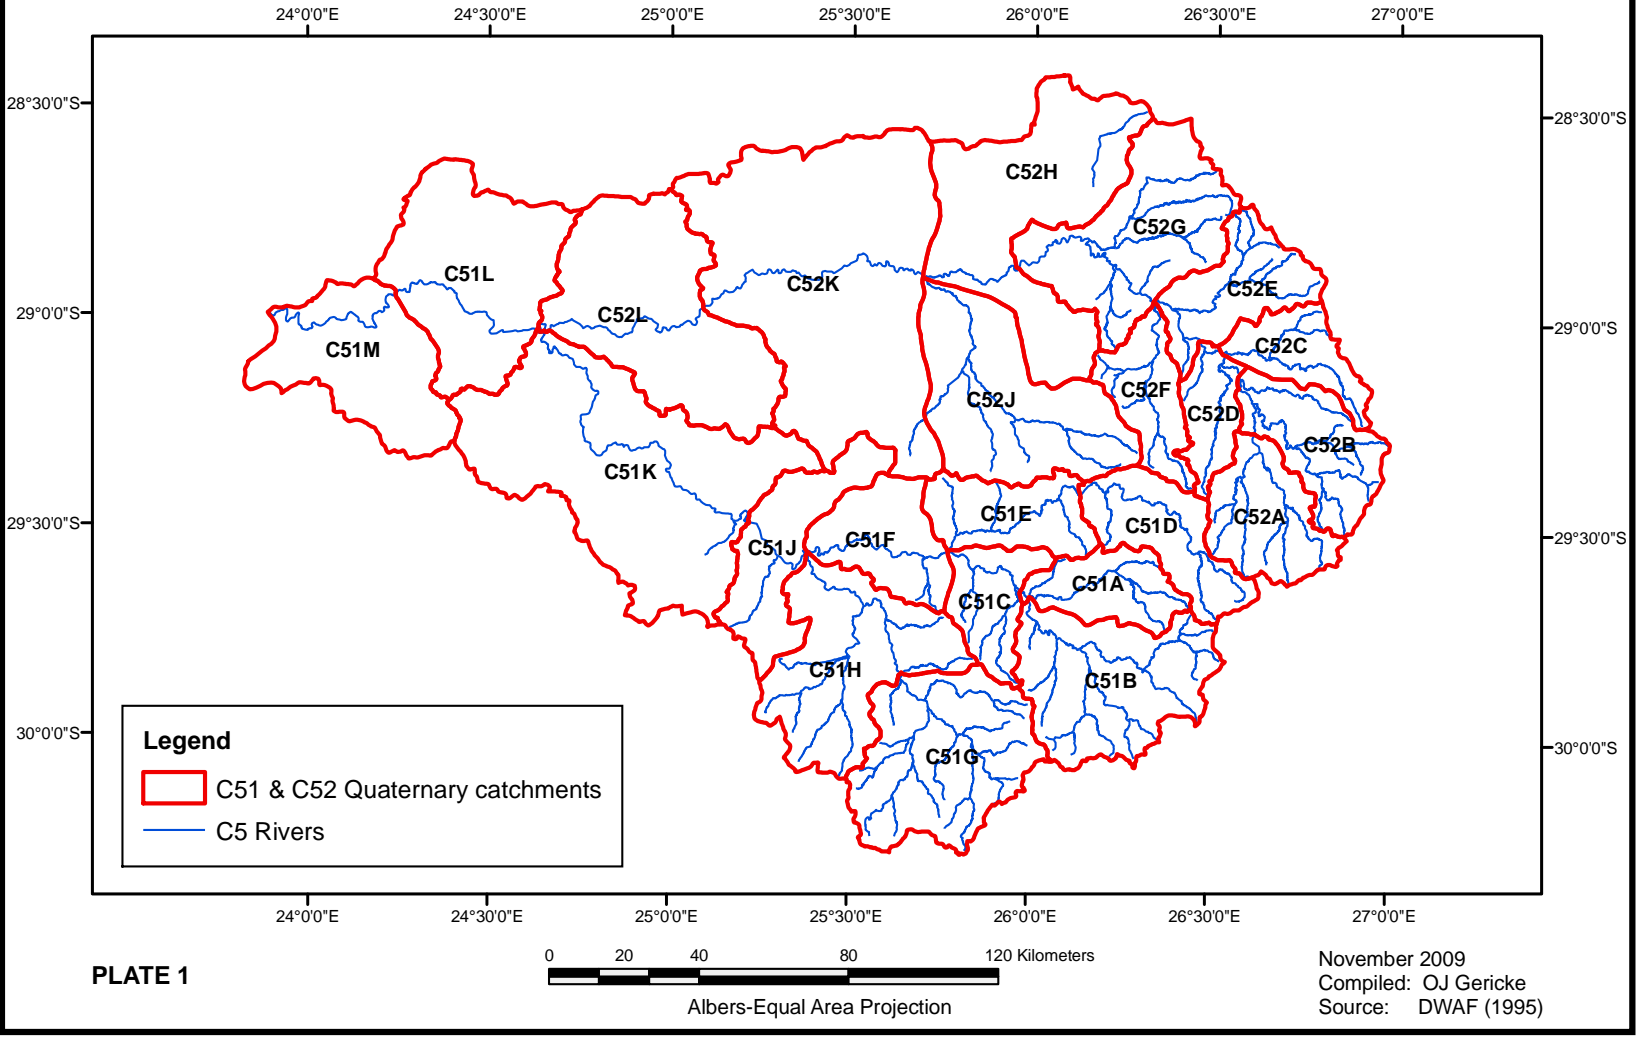 24°0'0"E 24°30'0"E 25°0'0"E 25°30'0"E 26°0'0"E 26°30'0"E 27°0'0"E
28°30'0"S
28°30'0"S
C52H
C52G
C51L
C52K
C52E
29°0'0"S
C52L
29°0'0"S
C51M
C52C
C52F
C52J
C52D
C52B
C51K
C51E
C52A
29°30'0"S
C51D
C51F
29°30'0"S
C51J
C51A
C51C
C51H
C51B
30°0'0"S
30°0'0"S
C51G
Legend
C51 & C52 Quaternary catchments
C5 Rivers
24°0'0"E 24°30'0"E 25°0'0"E 25°30'0"E 26°0'0"E 26°30'0"E 27°0'0"E
0 20 40 80 120 Kilometers
Albers-Equal Area Projection
PLATE 1
November 2009
Compiled: OJ Gericke
Source: DWAF (1995)